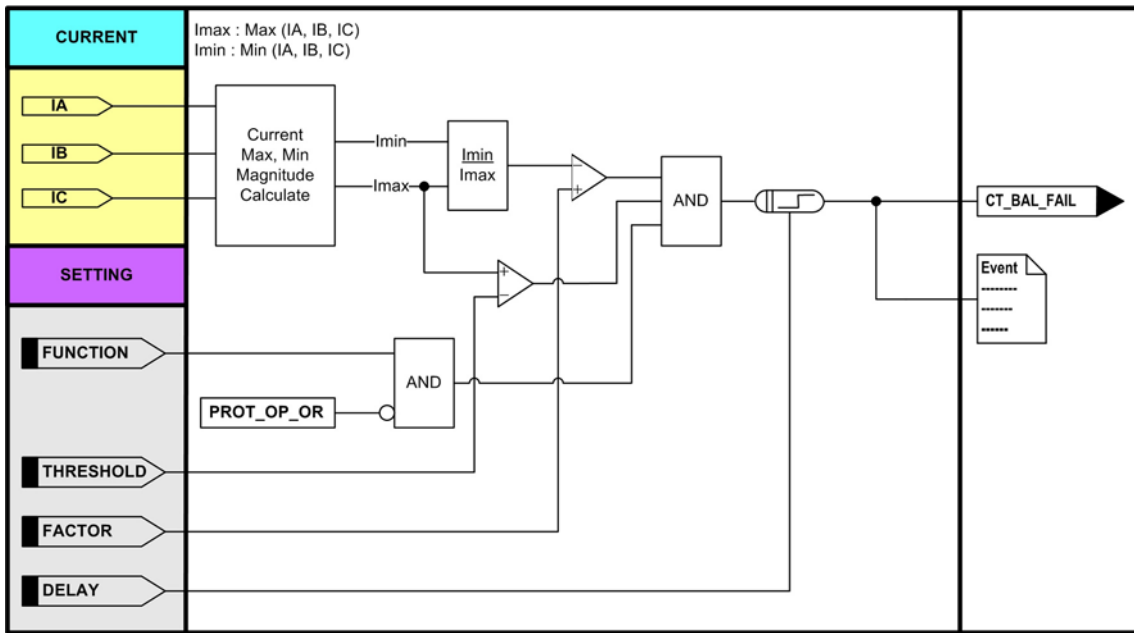 CURRENT
Imax : Max (IA, IB, IC)
Imin : Min (IA, IB, IC)
IA
IB
IC
Current
Max, Min
Magnitude
Calculate
Imin
Imax
Imin
Imax
−
+
AND
CT_BAL_FAIL
SETTING
+
−
Event
--------
-------
------
FUNCTION
AND
PROT_OP_OR
THRESHOLD
FACTOR
DELAY